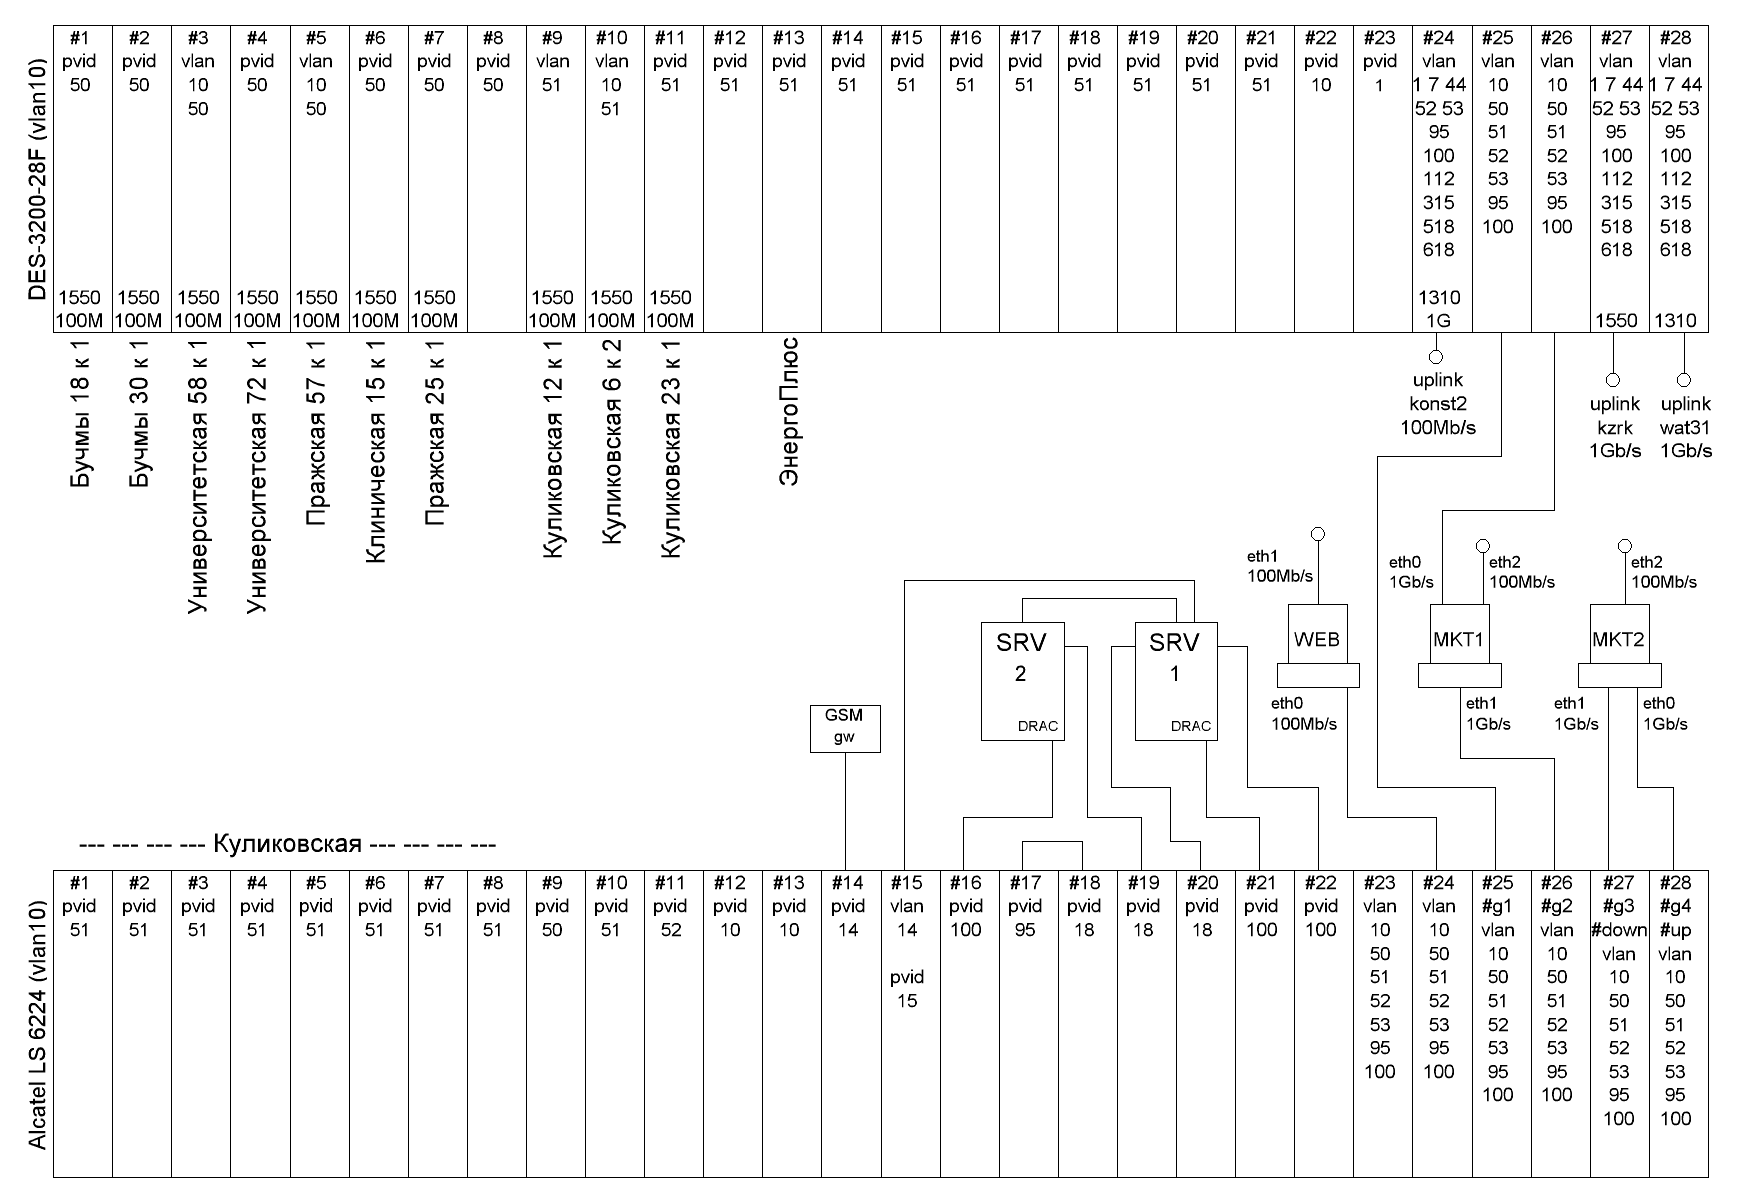 DES-3200-28F (vlan10)
#1 #2 #3 #4 #5 #6 #7 #8 #9 #10 #11 #12 #13 #14 #15 #16 #17 #18 #19 #20 #21 #22 #23 #24 #25 #26 #27 #28
pvid pvid vlan pvid vlan pvid pvid pvid vlan vlan pvid pvid pvid pvid pvid pvid pvid pvid pvid pvid pvid pvid pvid vlan vlan vlan vlan vlan
50 50 10 50 10 50 50 50 51 10 51 51 51 51 51 51 51 51 51 51 51 10 1 1 7 44 10 10 1 7 44 1 7 44
50 50 51 52 53 50 50 52 53 52 53
95 51 51 95 95
100 52 52 100 100
112 53 53 112 112
315 95 95 315 315
518 100 100 518 518
618 618 618
1550 1550 1550 1550 1550 1550 1550 1550 1550 1550 1310
100M 100M 100M 100M 100M 100M 100M 100M 100M 100M 1G 1550 1310
Бучмы 18 к 1
Бучмы 30 к 1
Университетская 58 к 1
Университетская 72 к 1
Пражская 57 к 1
Клиническая 15 к 1
Пражская 25 к 1
Куликовская 12 к 1
Куликовская 6 к 2
Куликовская 23 к 1
ЭнергоПлюс
uplink
konst2
100Mb/s
uplink
kzrk
1Gb/s
uplink
wat31
1Gb/s
eth1
100Mb/s
eth0
1Gb/s
eth2
100Mb/s
eth2
100Mb/s
SRV
2
DRAC
SRV
1
DRAC
WEB
MKT1
MKT2
GSM
gw
eth0
100Mb/s
eth1
1Gb/s
eth1
1Gb/s
eth0
1Gb/s
--- --- --- --- Куликовская --- --- --- ---
Alcatel LS 6224 (vlan10)
#1 #2 #3 #4 #5 #6 #7 #8 #9 #10 #11 #12 #13 #14 #15 #16 #17 #18 #19 #20 #21 #22 #23 #24 #25 #26 #27 #28
pvid pvid pvid pvid pvid pvid pvid pvid pvid pvid pvid pvid pvid pvid vlan pvid pvid pvid pvid pvid pvid pvid vlan vlan #g1 #g2 #g3 #g4
51 51 51 51 51 51 51 51 50 51 52 10 10 14 14 100 95 18 18 18 100 100 10 10 vlan vlan #down #up
50 50 10 10 vlan vlan
pvid 51 51 50 50 10 10
15 52 52 51 51 50 50
53 53 52 52 51 51
95 95 53 53 52 52
100 100 95 95 53 53
100 100 95 95
100 100